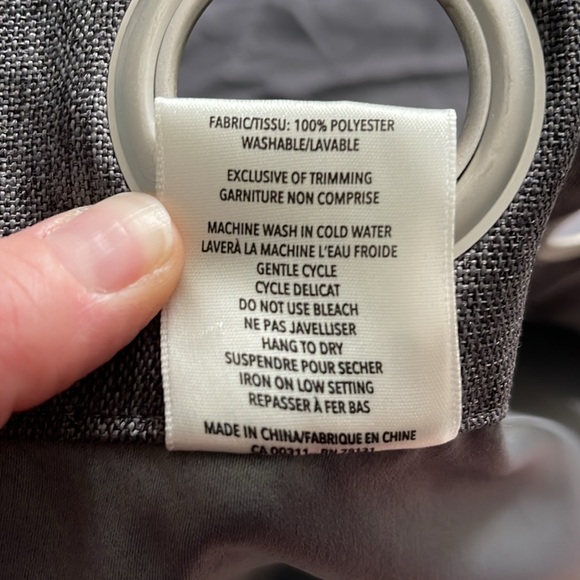 FABRIC/TISSU: 100% POLYESTER
WASHABLE/LAVABLE
EXCLUSIVE OF TRIMMING
GARNITURE NON COMPRISE
MACHINE WASH IN COLD WATER
LAVERÀ LA MACHINE L'EAU FROIDE
GENTLE CYCLE
CYCLE DELICAT
DO NOT USE BLEACH
NE PAS JAVELLISER
HANG TO DRY
SUSPENDRE POUR SECHER
IRON ON LOW SETTING
REPASSER À FER BAS
MADE IN CHINA/FABRIQUE EN CHINE
CA